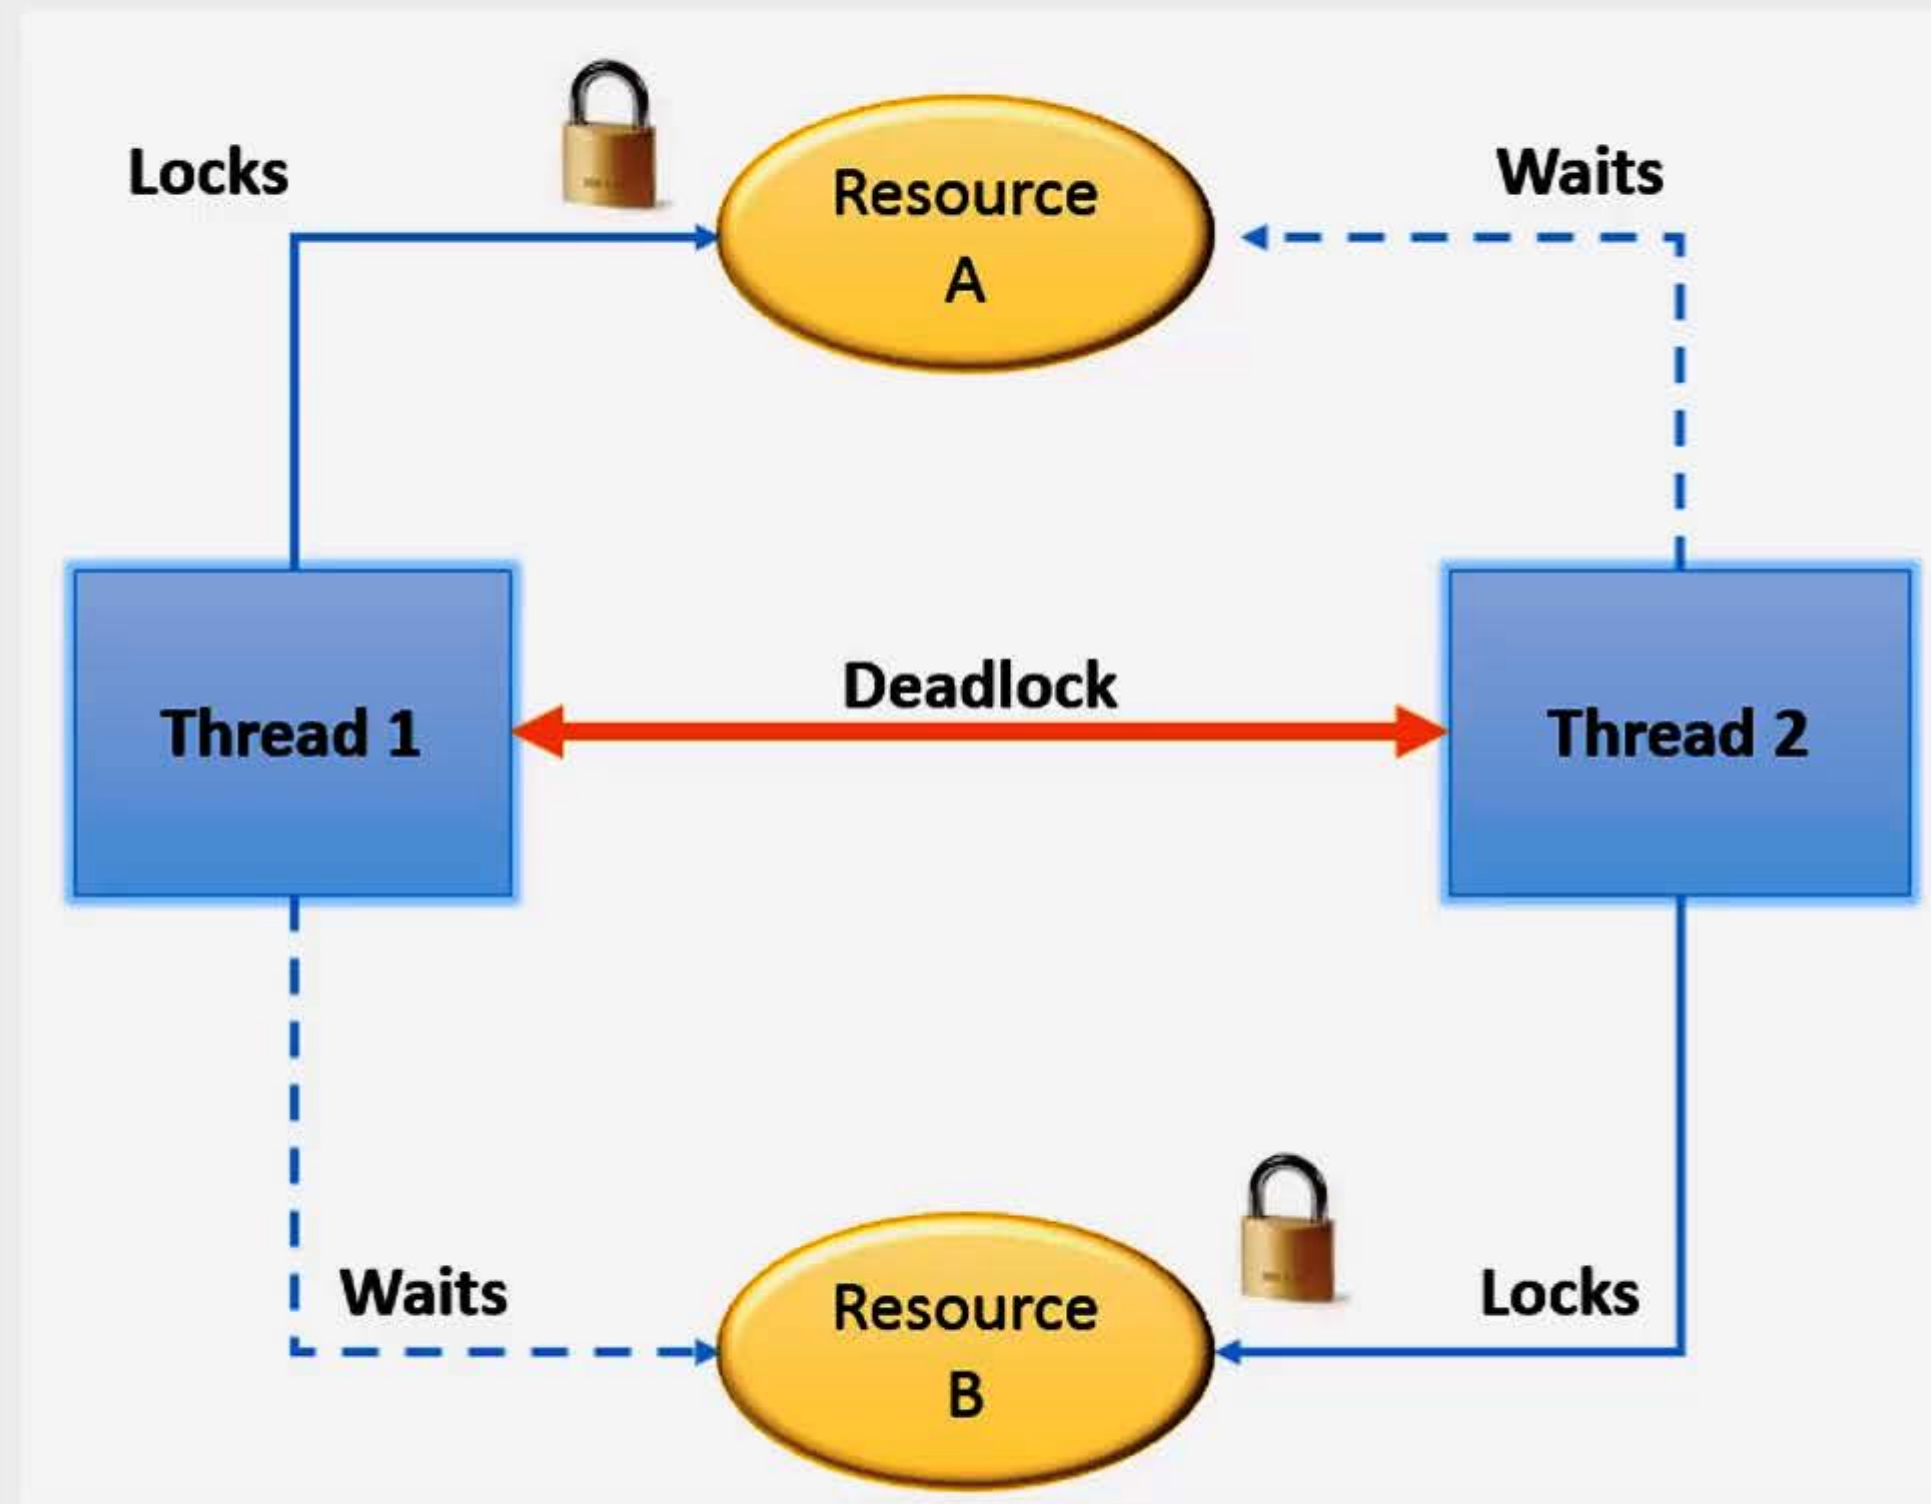 Locks
Resource
A
Waits
Thread 1
Deadlock
Thread 2
Waits
Resource
B
Locks